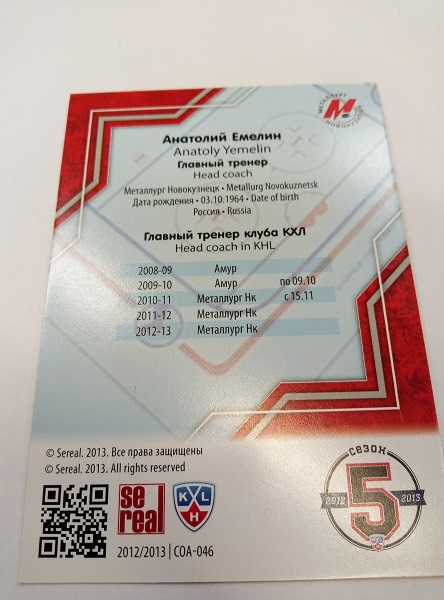 МЕТАЛЛУРГ
М
НОВОКУЗНЕЦК
Анатолий Емелин
Anatoly Yemelin
Главный тренер
Head coach
Металлург Новокузнецк • Metallurg Novokuznetsk
Дата рождения • 03.10.1964 • Date of birth
Россия • Russia
Главный тренер клуба КХЛ
Head coach in KHL
2008-09 Амур
2009-10 Амур по 09.10
2010-11 Металлург Нк с 15.11
2011-12 Металлург Нк
2012-13 Металлург Нк
© Sereal. 2013. Все права защищены
© Sereal. 2013. All rights reserved
se
real
KHL
2012/2013 | COA-046
СЕЗОН
2012 5 2013